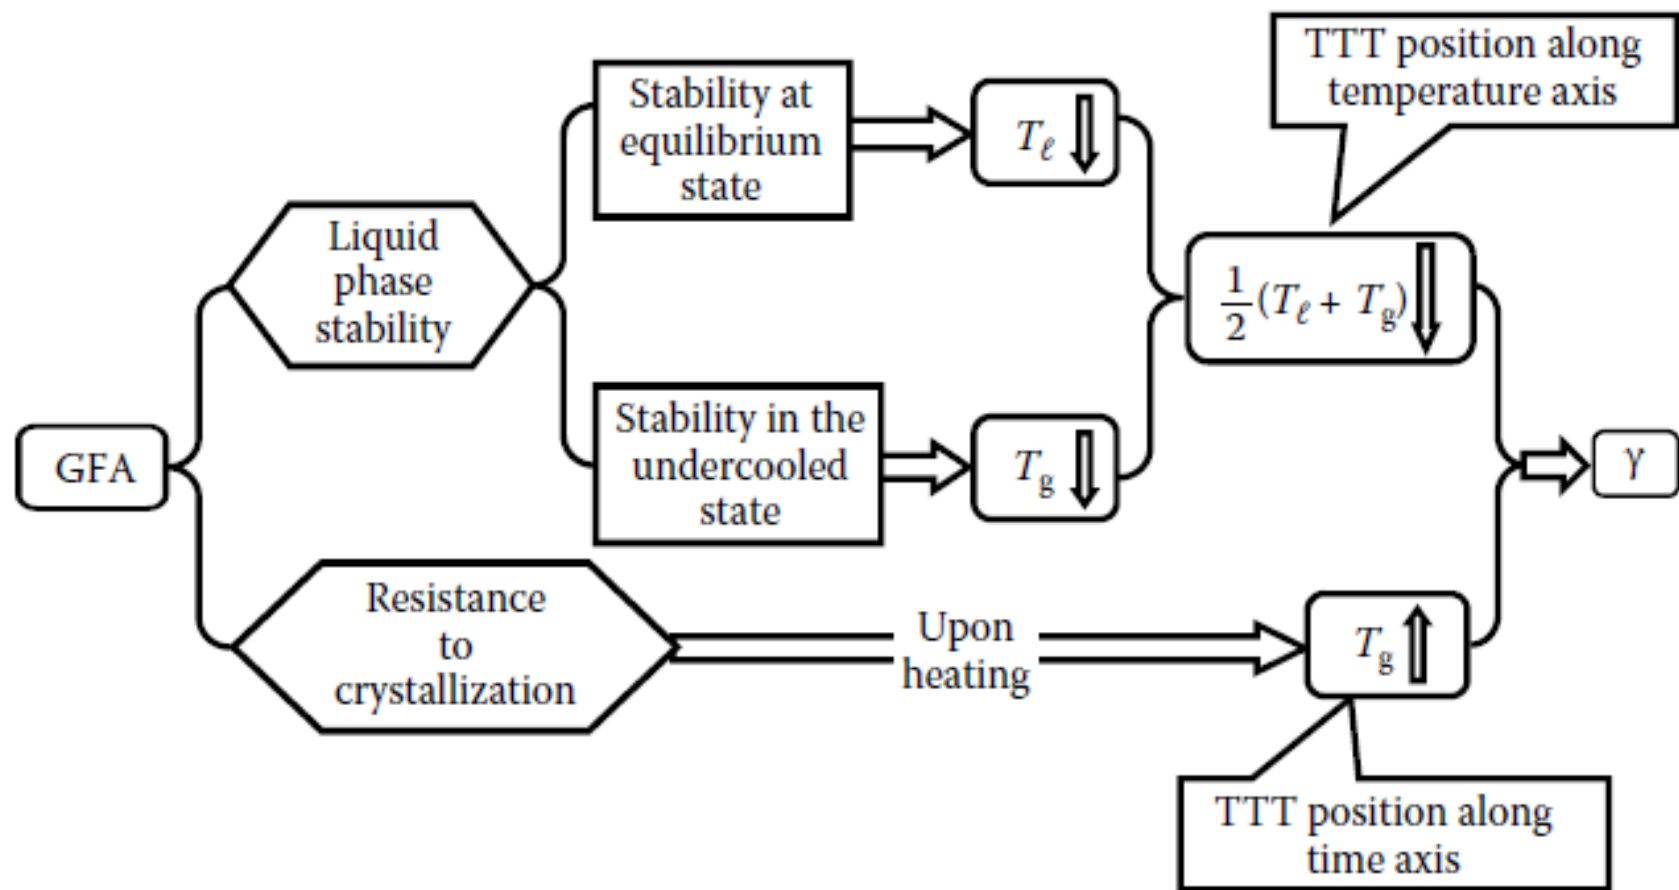 TTT position along
temperature axis
Stability at
equilibrium
state
Tℓ
Liquid
phase
stability
1/2 (Tℓ + Tg)
Stability in the
undercooled
state
Tg
GFA
γ
Resistance
to
crystallization
Upon
heating
Tg
TTT position along
time axis